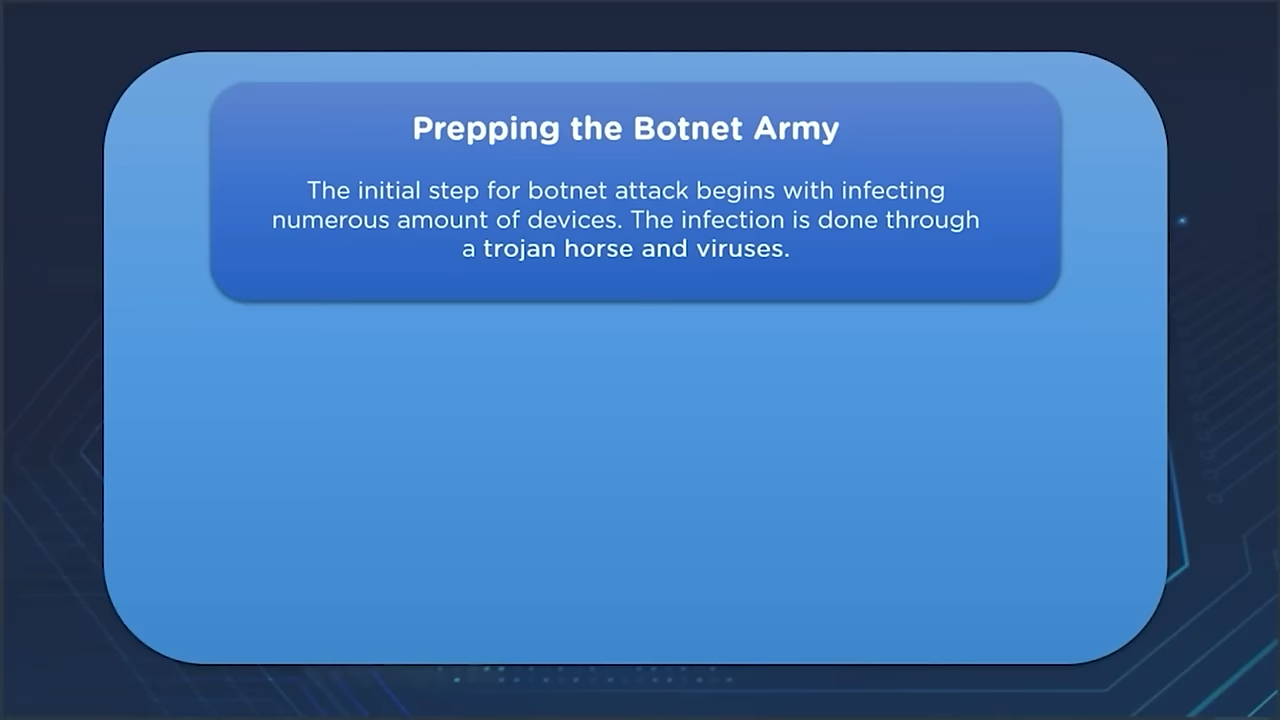 Prepping the Botnet Army
The initial step for botnet attack begins with infecting
numerous amount of devices. The infection is done through
a trojan horse and viruses.